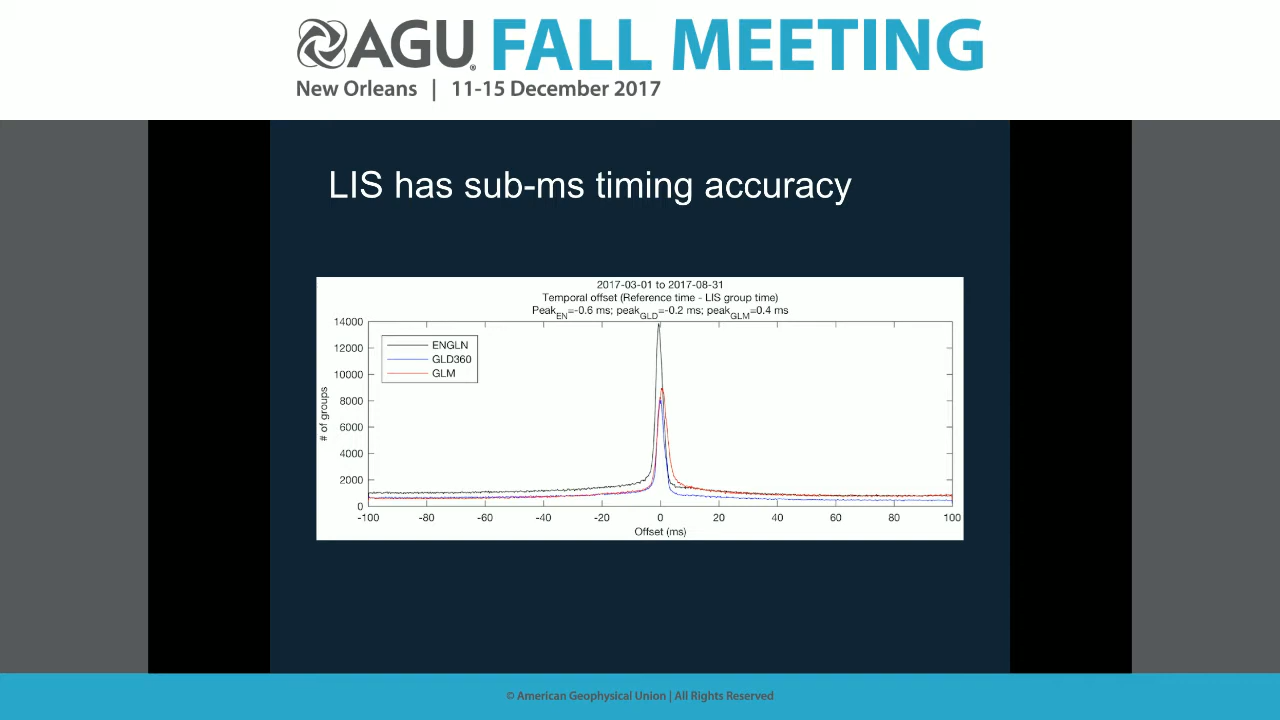 AGU FALL MEETING
New Orleans | 11-15 December 2017
LIS has sub-ms timing accuracy
2017-03-01 to 2017-08-31
Temporal offset (Reference time - LIS group time)
Peak_EN=-0.6 ms; peak_GLD=-0.2 ms; peak_GLM=0.4 ms
14000
12000
10000
8000
6000
4000
2000
0
# of groups
ENGLN
GLD360
GLM
-100 -80 -60 -40 -20 0 20 40 60 80 100
Offset (ms)
© American Geophysical Union | All Rights Reserved